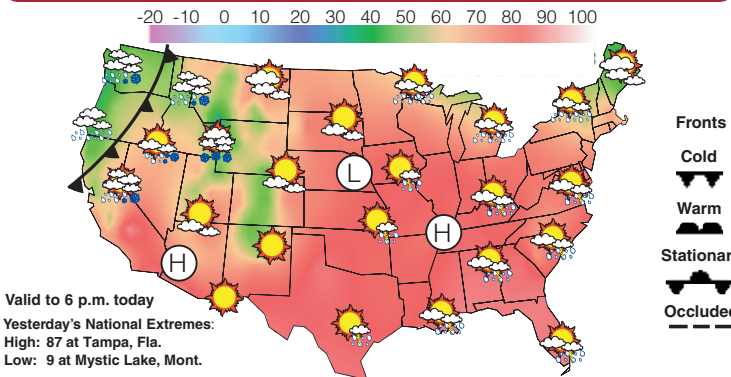 -20 -10 0 10 20 30 40 50 60 70 80 90 100
L
H
H
Fronts
Cold
Warm
Stationar
Occluded
Valid to 6 p.m. today
Yesterday's National Extremes:
High: 87 at Tampa, Fla.
Low: 9 at Mystic Lake, Mont.